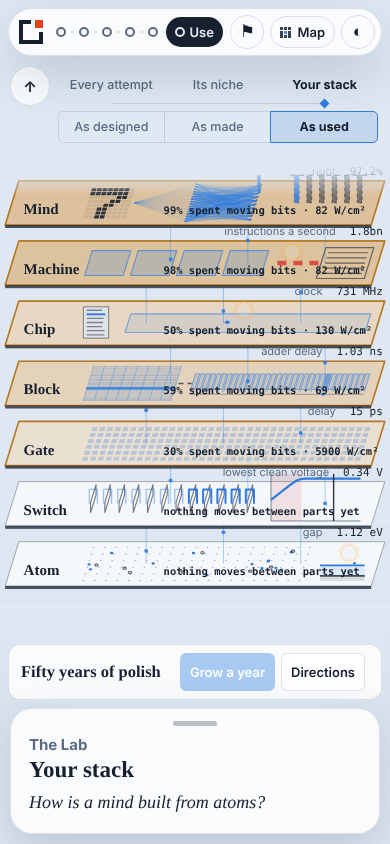 Use
Map
Every attempt
Its niche
Your stack
As designed
As made
As used
right 97.2%
Mind
99% spent moving bits · 82 W/cm²
instructions a second 1.8bn
Machine
98% spent moving bits · 82 W/cm²
clock 731 MHz
Chip
50% spent moving bits · 130 W/cm²
adder delay 1.03 ns
Block
59% spent moving bits · 69 W/cm²
delay 15 ps
Gate
30% spent moving bits · 5900 W/cm²
lowest clean voltage 0.34 V
Switch
nothing moves between parts yet
gap 1.12 eV
Atom
nothing moves between parts yet
Fifty years of polish
Grow a year
Directions
The Lab
Your stack
How is a mind built from atoms?